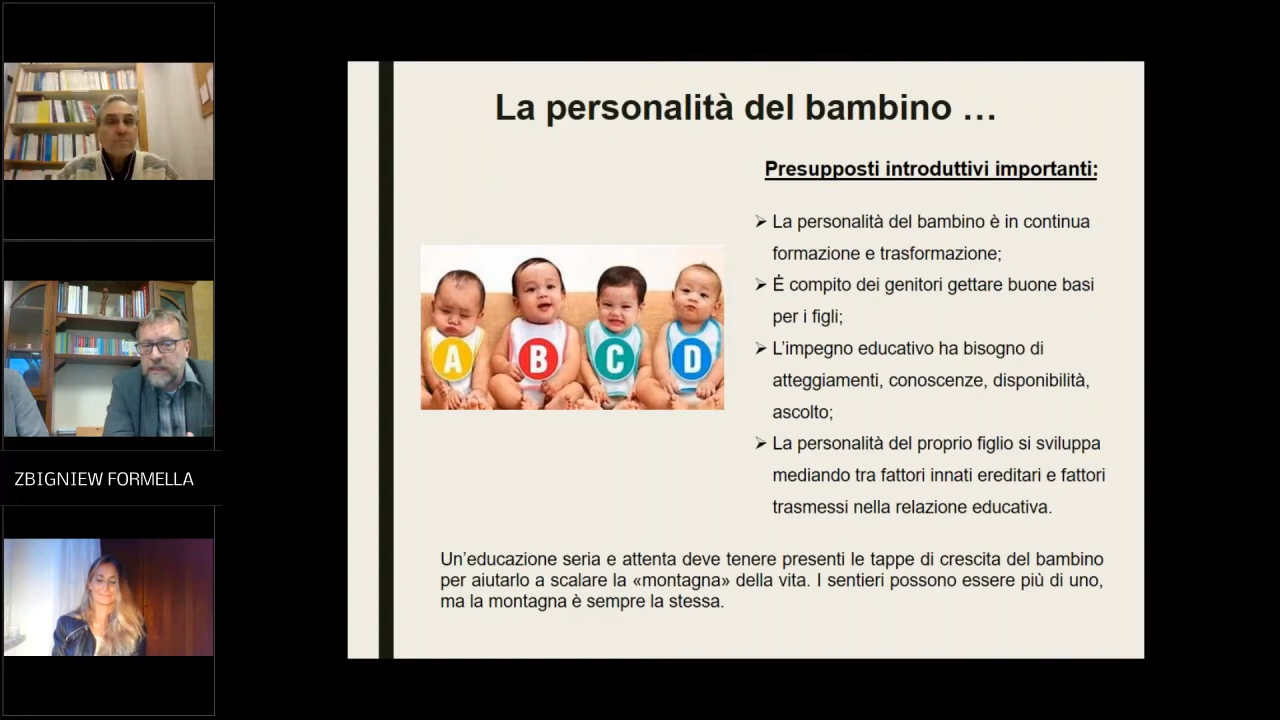 La personalità del bambino …
Presupposti introduttivi importanti:
La personalità del bambino è in continua
formazione e trasformazione;
Ė compito dei genitori gettare buone basi
per i figli;
L’impegno educativo ha bisogno di
atteggiamenti, conoscenze, disponibilità,
ascolto;
La personalità del proprio figlio si sviluppa
mediando tra fattori innati ereditari e fattori
trasmessi nella relazione educativa.
A B C D
Un’educazione seria e attenta deve tenere presenti le tappe di crescita del bambino
per aiutarlo a scalare la «montagna» della vita. I sentieri possono essere più di uno,
ma la montagna è sempre la stessa.
ZBIGNIEW FORMELLA